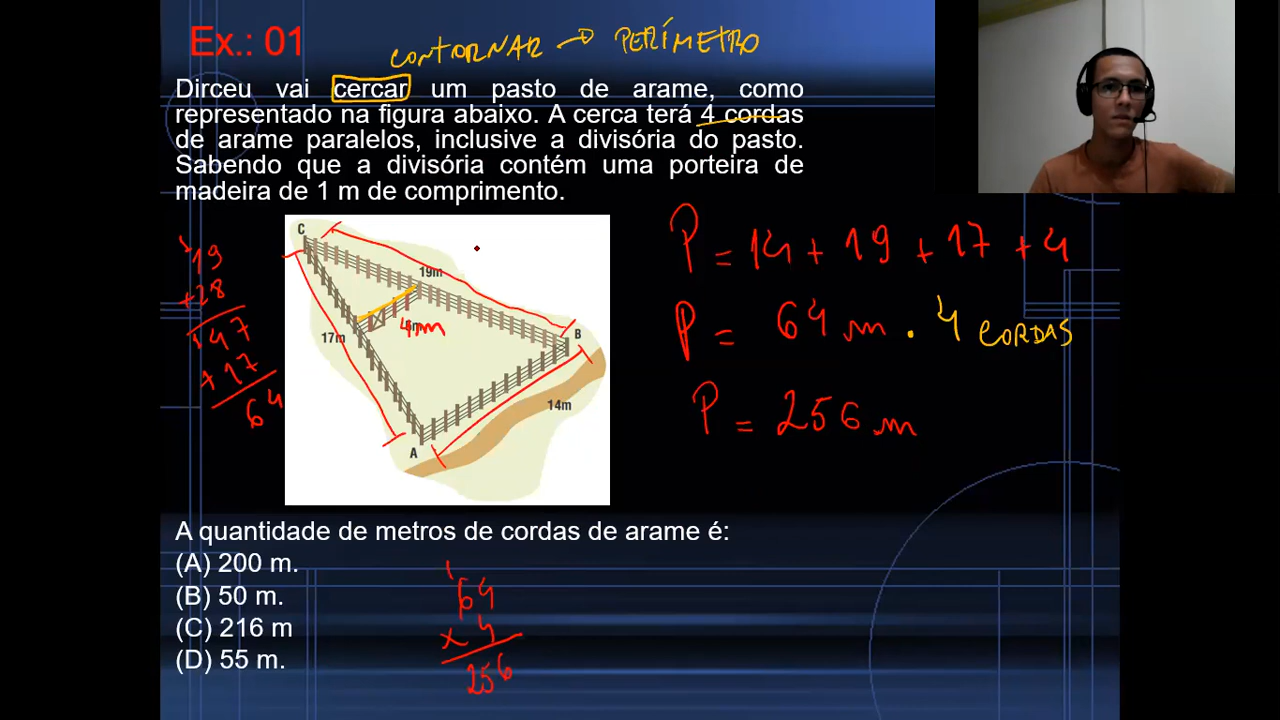 Ex.: 01
CONTORNAR → PERÍMETRO
Dirceu vai cercar um pasto de arame, como
representado na figura abaixo. A cerca terá 4 cordas
de arame paralelos, inclusive a divisória do pasto.
Sabendo que a divisória contém uma porteira de
madeira de 1 m de comprimento.
1
19
+28
147
+17
64
C
19m
17m
4m
B
14m
A
P = 14 + 19 + 17 + 4
P = 64 m . 4 CORDAS
P = 256 m
A quantidade de metros de cordas de arame é:
(A) 200 m.
(B) 50 m.
(C) 216 m
(D) 55 m.
1
64
x 4
256